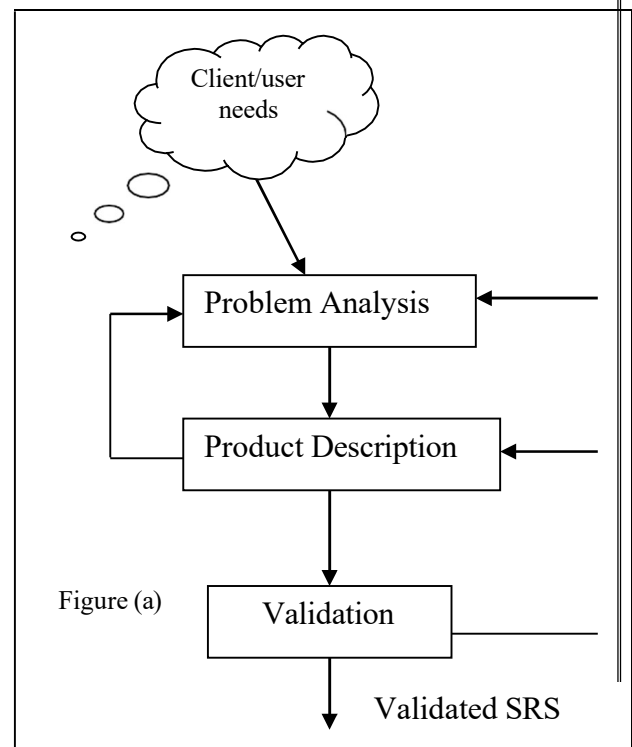 Client/user
needs
Problem Analysis
Product Description
Figure (a)
Validation
Validated SRS